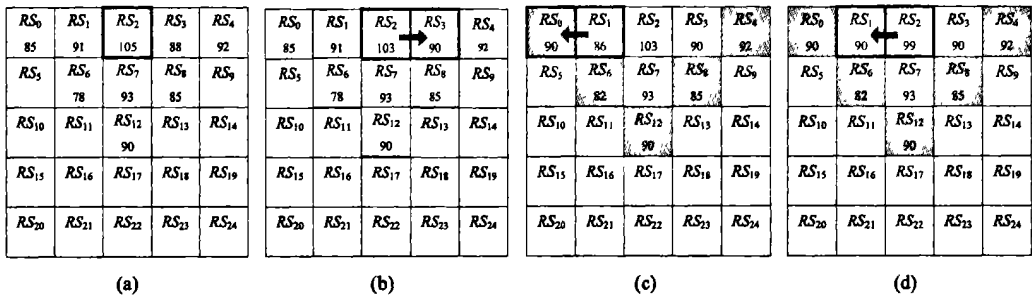 RS0 RS1 RS2 RS3 RS4
85 91 105 88 92
RS5 RS6 RS7 RS8 RS9
78 93 85
RS10 RS11 RS12 RS13 RS14
90
RS15 RS16 RS17 RS18 RS19
RS20 RS21 RS22 RS23 RS24
(a)
RS0 RS1 RS2 RS3 RS4
85 91 103 90 92
RS5 RS6 RS7 RS8 RS9
78 93 85
RS10 RS11 RS12 RS13 RS14
90
RS15 RS16 RS17 RS18 RS19
RS20 RS21 RS22 RS23 RS24
(b)
RS0 RS1 RS2 RS3 RS4
90 86 103 90 92
RS5 RS6 RS7 RS8 RS9
82 93 85
RS10 RS11 RS12 RS13 RS14
90
RS15 RS16 RS17 RS18 RS19
RS20 RS21 RS22 RS23 RS24
(c)
RS0 RS1 RS2 RS3 RS4
90 90 99 90 92
RS5 RS6 RS7 RS8 RS9
82 93 85
RS10 RS11 RS12 RS13 RS14
90
RS15 RS16 RS17 RS18 RS19
RS20 RS21 RS22 RS23 RS24
(d)